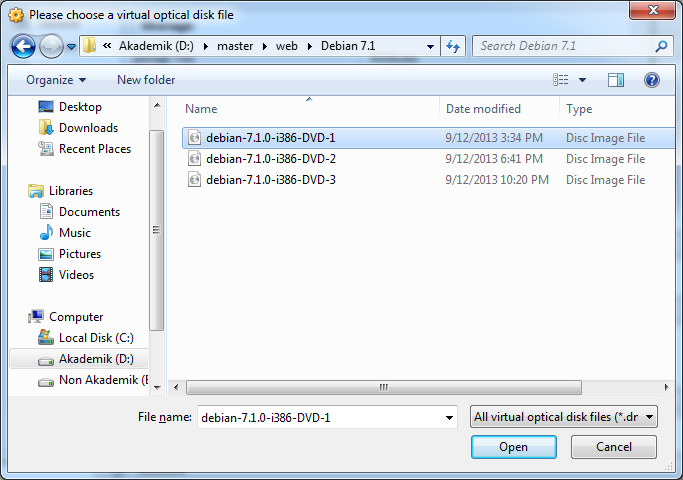 Please choose a virtual optical disk file
Akademik (D:) master web Debian 7.1 Search Debian 7.1
Organize New folder
Name Date modified Type
Desktop
Downloads
Recent Places
Libraries
Documents
Music
Pictures
Videos
Computer
Local Disk (C:)
Akademik (D:)
Non Akademik (E
debian-7.1.0-i386-DVD-1 9/12/2013 3:34 PM Disc Image File
debian-7.1.0-i386-DVD-2 9/12/2013 6:41 PM Disc Image File
debian-7.1.0-i386-DVD-3 9/12/2013 10:20 PM Disc Image File
File name: debian-7.1.0-i386-DVD-1 All virtual optical disk files (*.dr
Open Cancel